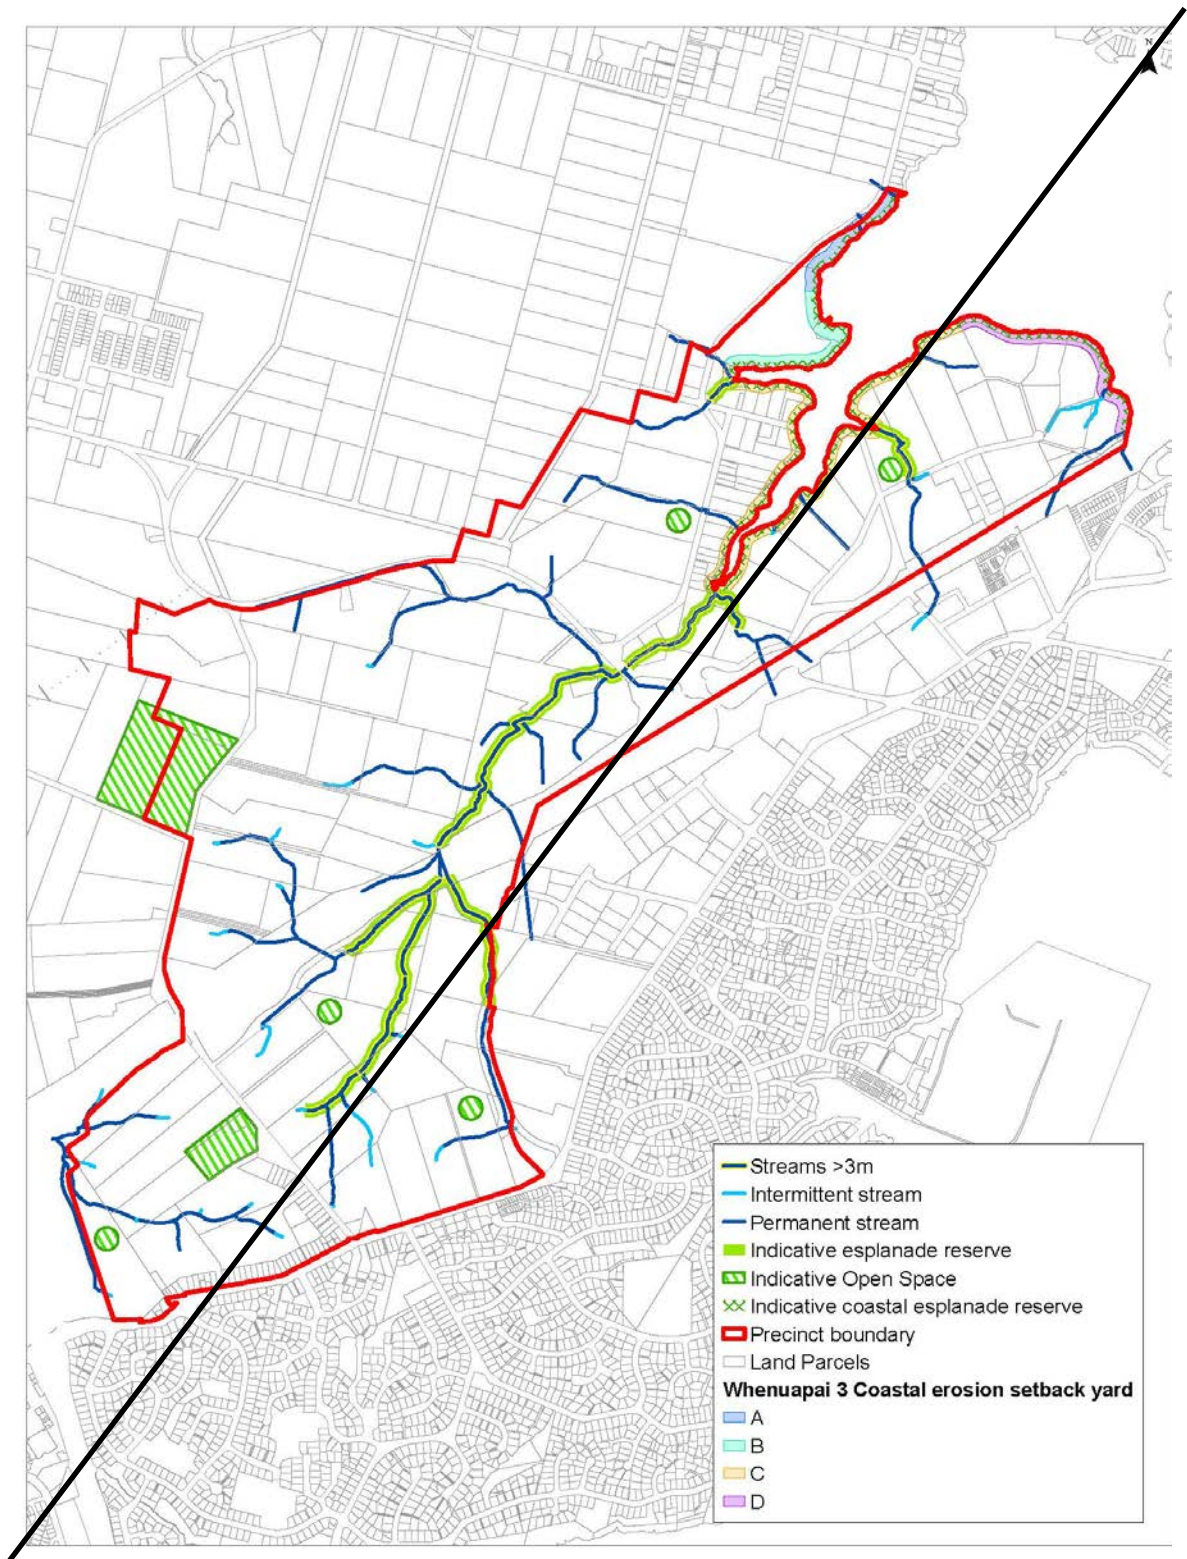 N
Streams >3m
Intermittent stream
Permanent stream
Indicative esplanade reserve
Indicative Open Space
Indicative coastal esplanade reserve
Precinct boundary
Land Parcels
Whenuapai 3 Coastal erosion setback yard
A
B
C
D